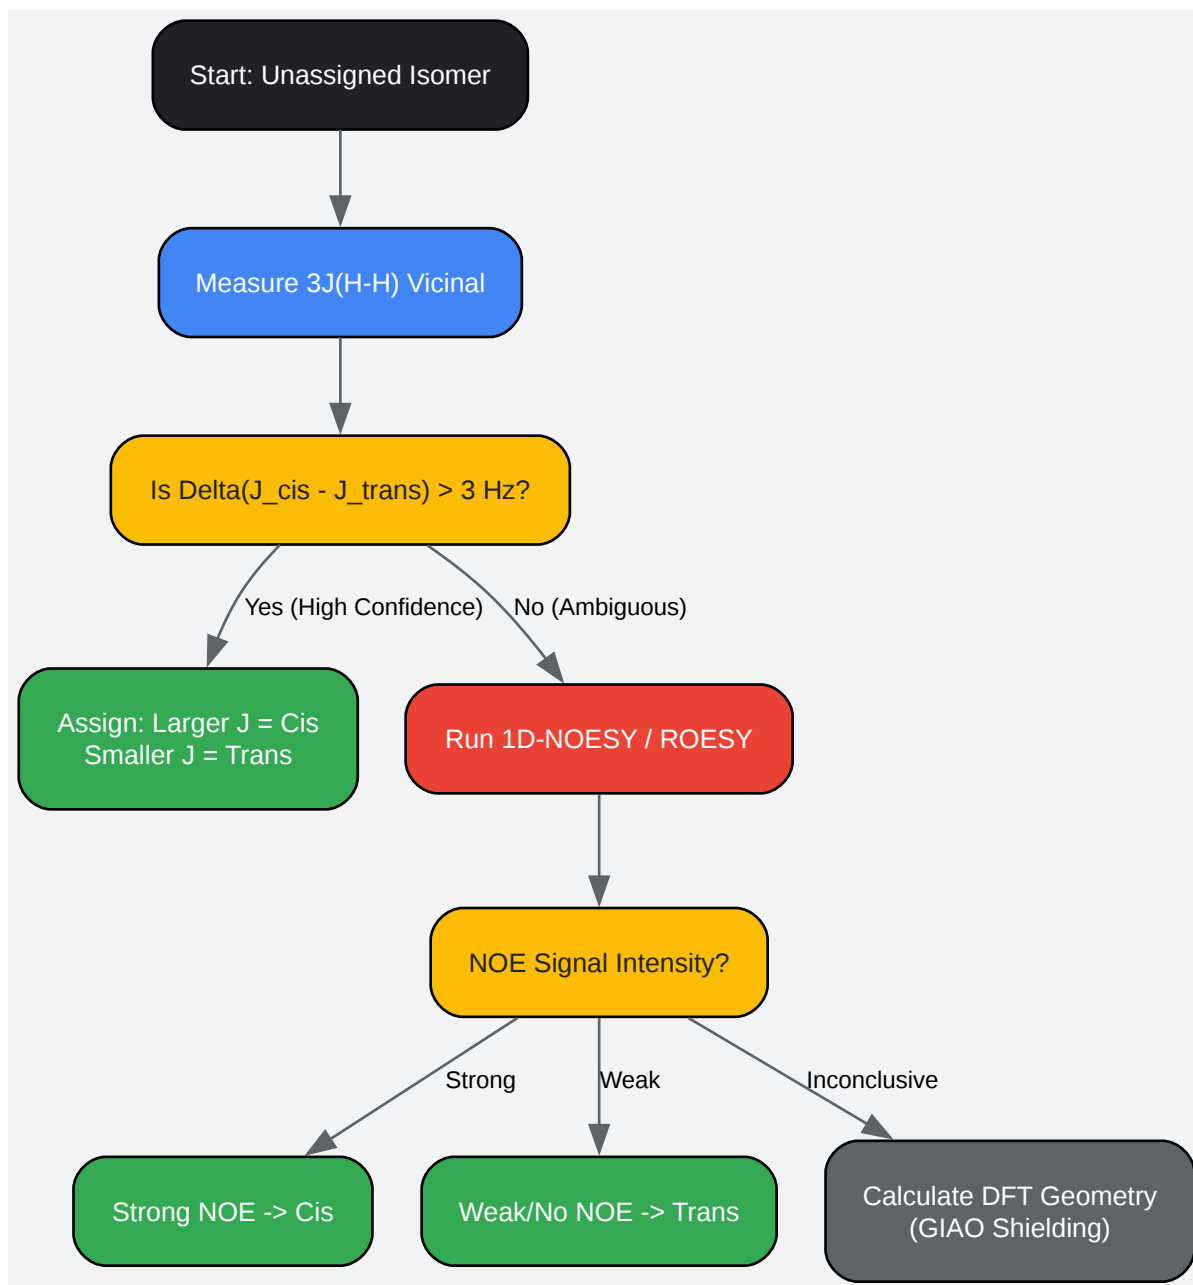 Start: Unassigned Isomer
Measure 3J(H-H) Vicinal
Is Delta(J_cis - J_trans) > 3 Hz?
Yes (High Confidence)
No (Ambiguous)
Assign: Larger J = Cis
Smaller J = Trans
Run 1D-NOESY / ROESY
NOE Signal Intensity?
Strong
Weak
Inconclusive
Strong NOE -> Cis
Weak/No NOE -> Trans
Calculate DFT Geometry
(GIAO Shielding)